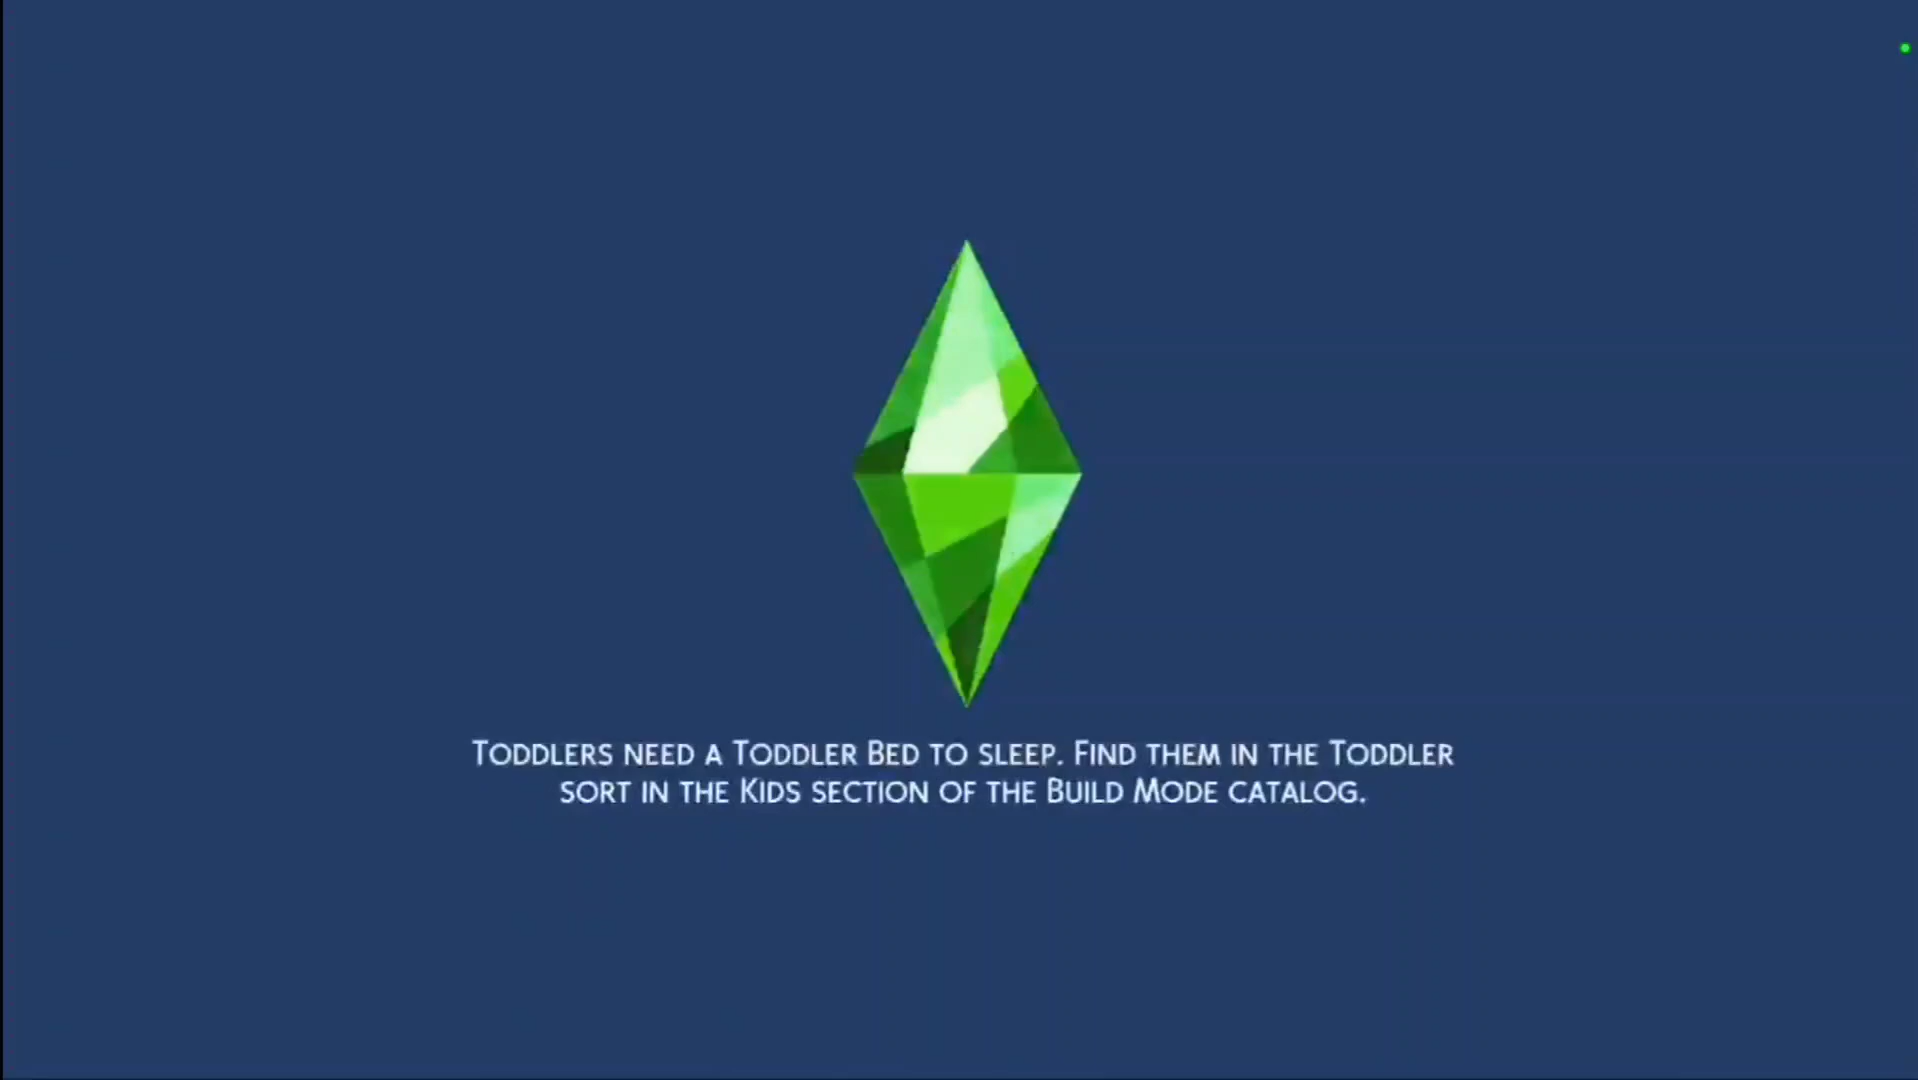 Toddlers need a Toddler Bed to sleep. Find them in the Toddler
sort in the Kids section of the Build Mode catalog.